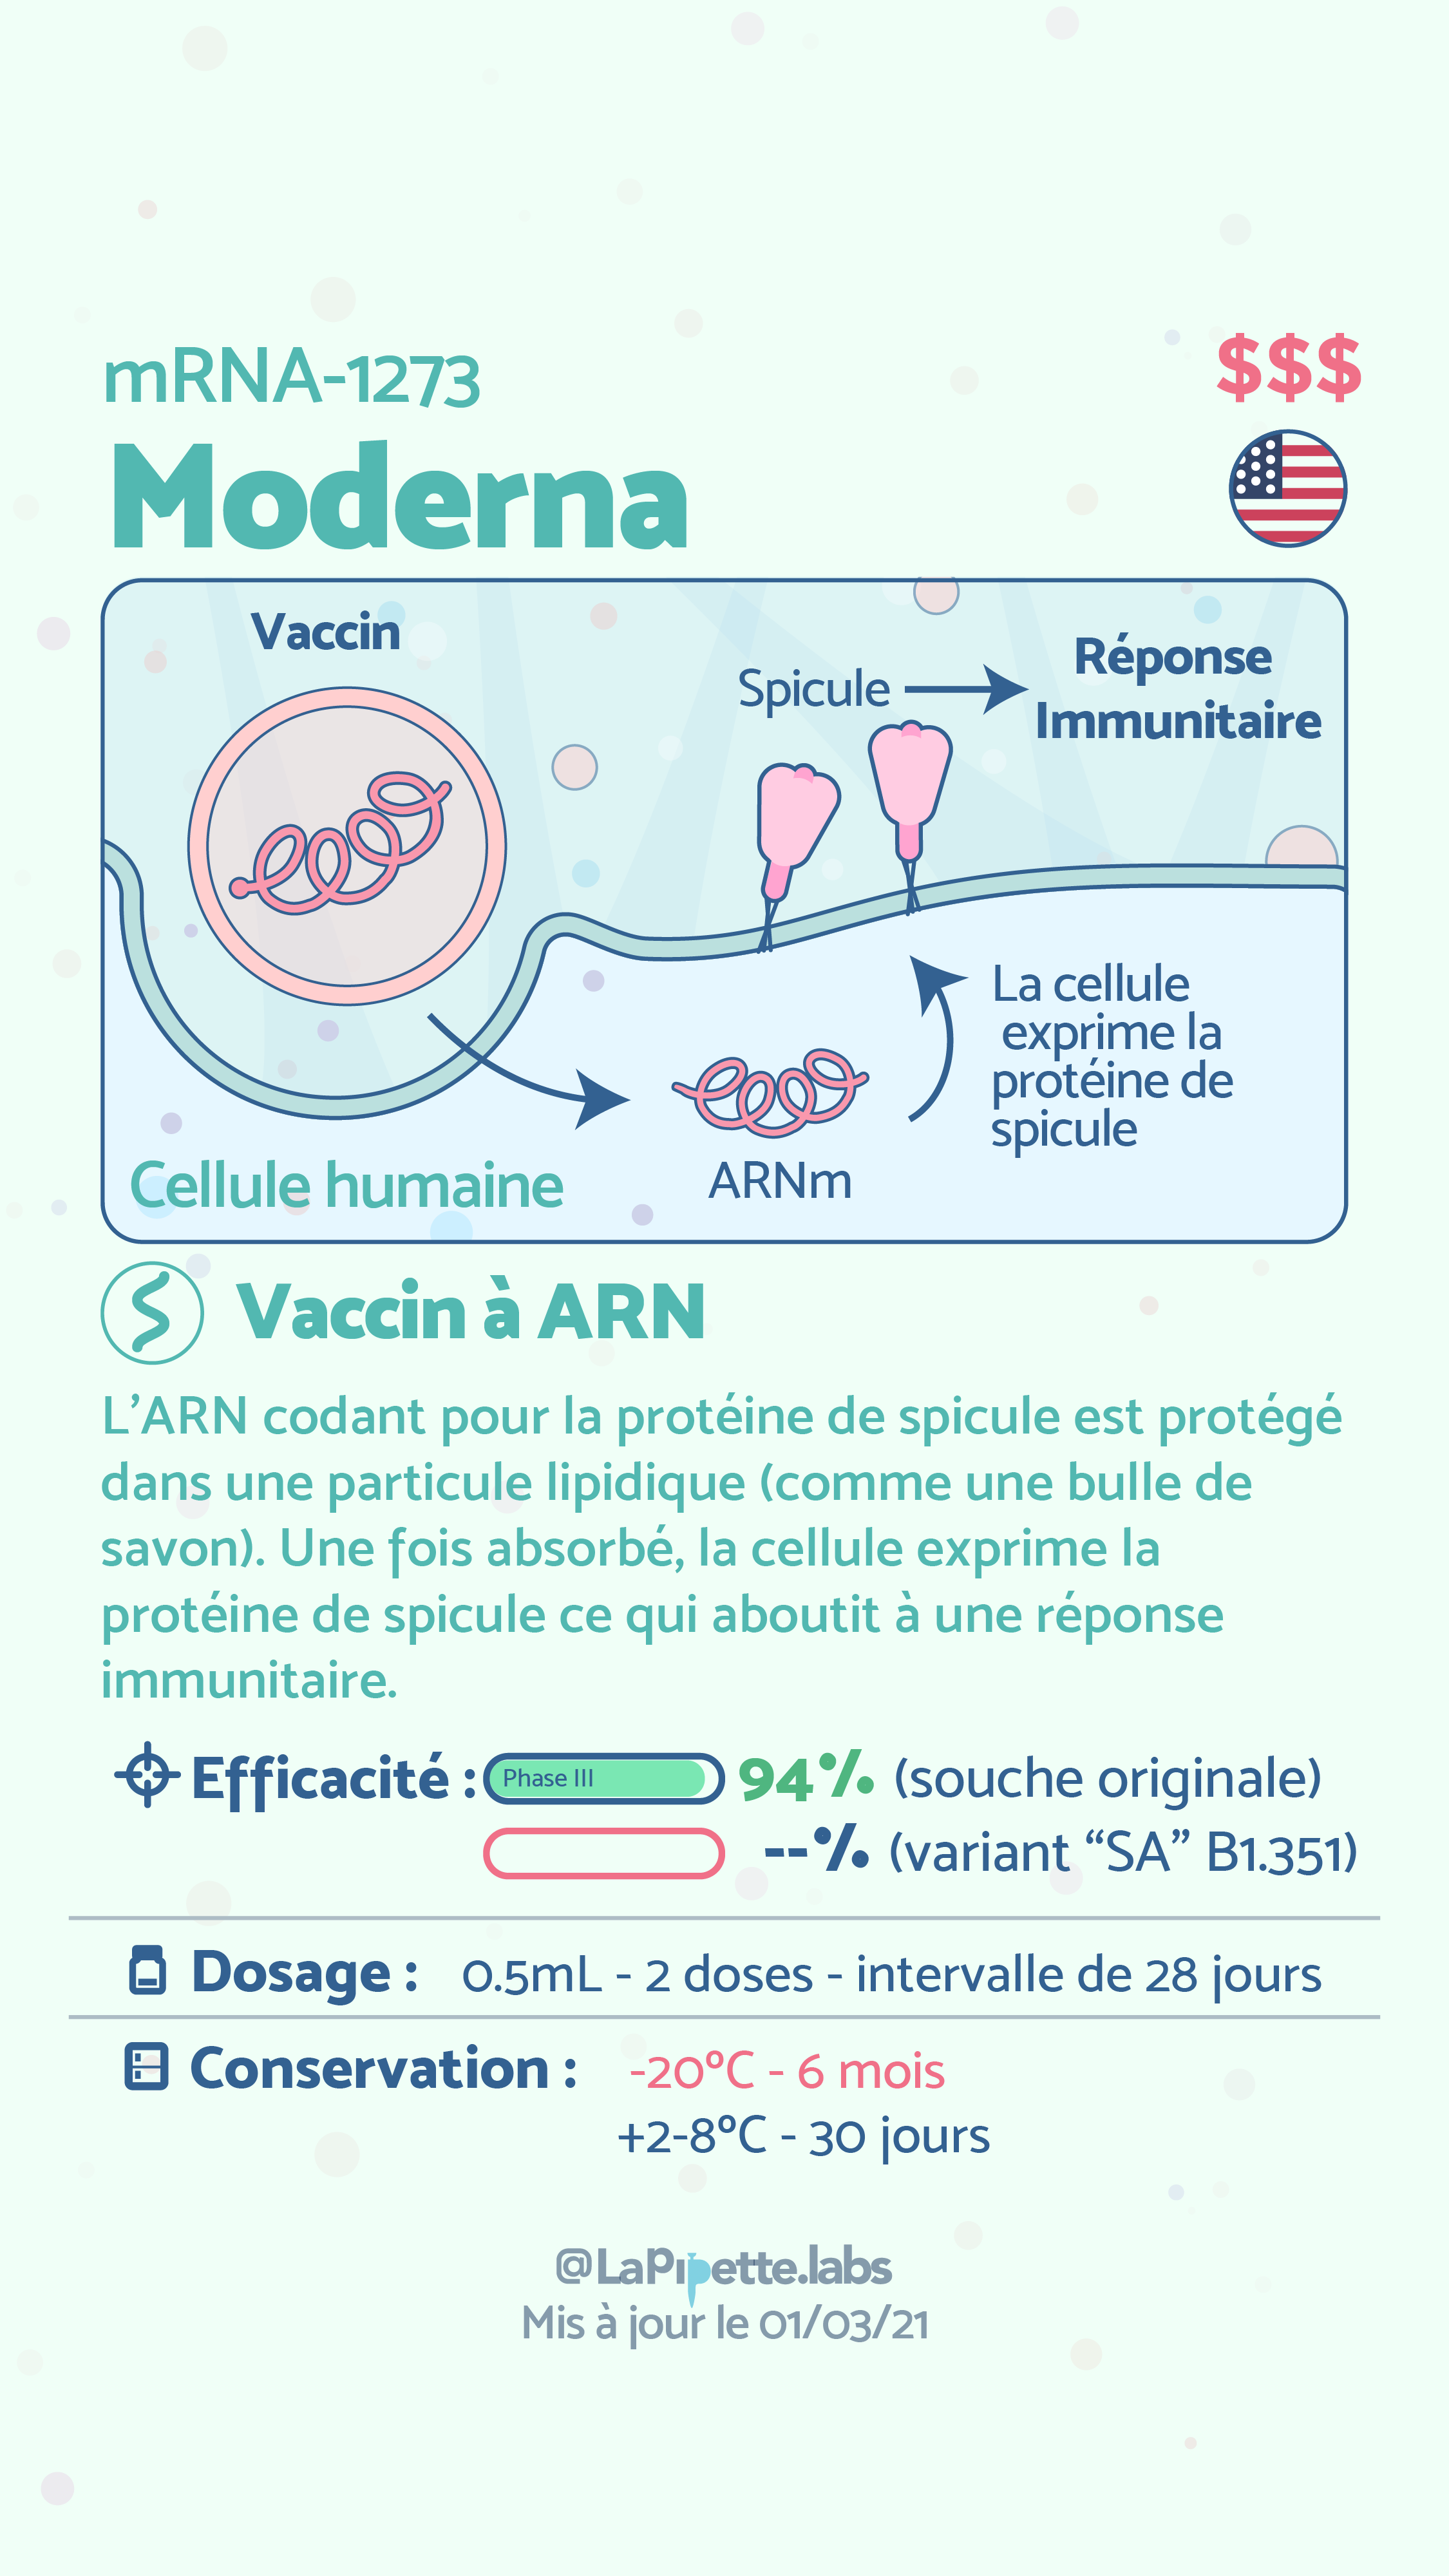 mRNA-1273
$$$
Moderna
Vaccin
Spicule
Réponse
Immunitaire
La cellule
exprime la
protéine de
spicule
ARNm
Cellule humaine
Vaccin à ARN
L'ARN codant pour la protéine de spicule est protégé
dans une particule lipidique (comme une bulle de
savon). Une fois absorbé, la cellule exprime la
protéine de spicule ce qui aboutit à une réponse
immunitaire.
Efficacité : Phase III 94% (souche originale)
--% (variant “SA” B1.351)
Dosage : 0.5mL - 2 doses - intervalle de 28 jours
Conservation : -20°C - 6 mois
+2-8°C - 30 jours
@LaPipette.labs
Mis à jour le 01/03/21